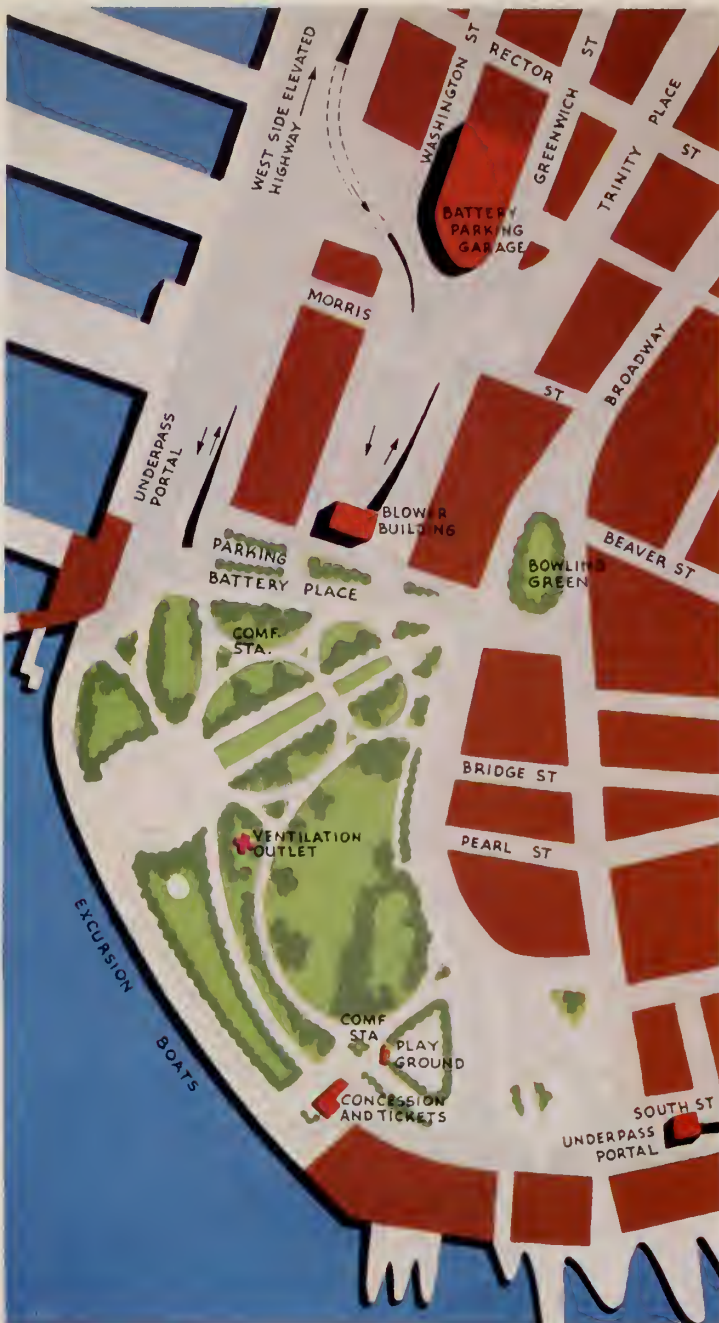 WEST SIDE ELEVATED
HIGHWAY
WASHINGTON ST
RECTOR
ST
GREENWICH ST
TRINITY PLACE
BATTERY
PARKING
GARAGE
MORRIS
ST
BROADWAY
UNDERPASS
PORTAL
BLOWER
BUILDING
PARKING
BATTERY PLACE
BOWLING
GREEN
BEAVER ST
COMF.
STA.
BRIDGE ST
VENTILATION
OUTLET
PEARL ST
EXCURSION BOATS
COMF
STA
PLAY
GROUND
CONCESSION
AND TICKETS
SOUTH ST
UNDERPASS
PORTAL